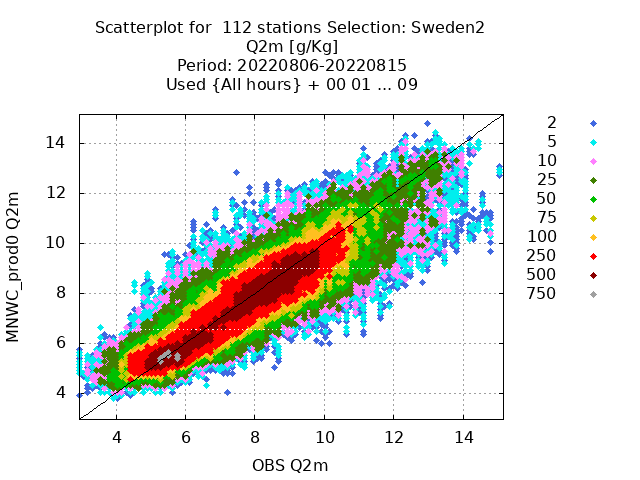 Scatterplot for  112 stations Selection: Sweden2
Q2m [g/Kg]
Period: 20220806-20220815
Used {All hours} + 00 01 ... 09
MNWC_prod0 Q2m
14
12
10
8
6
4
4 6 8 10 12 14
OBS Q2m
2
5
10
25
50
75
100
250
500
750